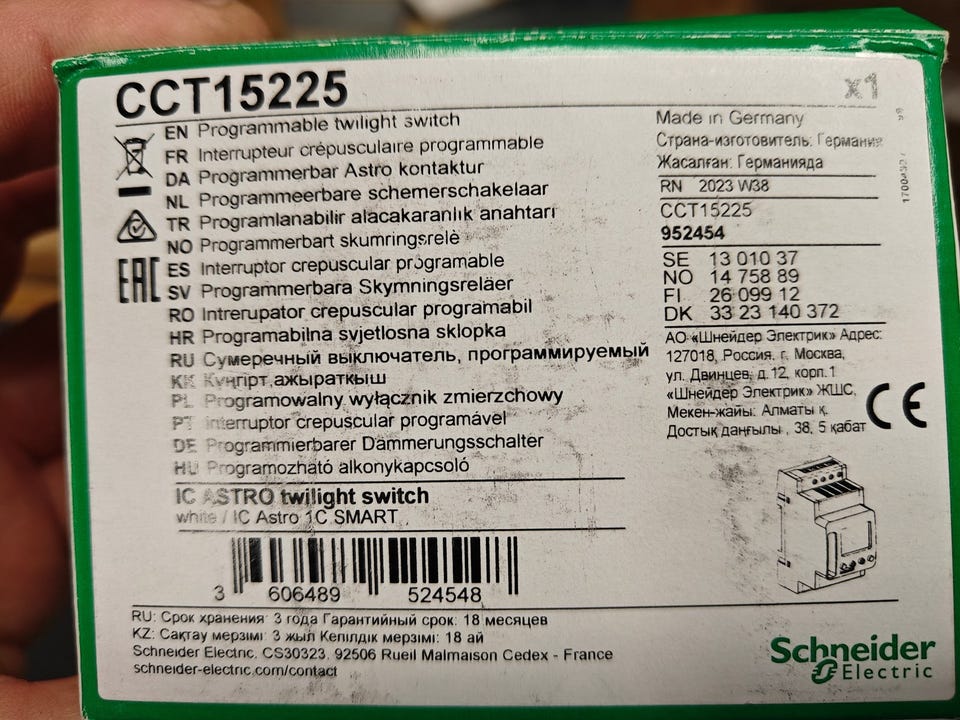 CCT15225
x1
EN Programmable twilight switch
FR Interrupteur crépusculaire programmable
DA Programmerbar Astro kontaktur
NL Programmeerbare schemerschakelaar
TR Programlanabilir alacakaranlık anahtarı
NO Programmerbart skumringsrelè
ES Interruptor crepuscular programable
SV Programmerbara Skymningsreläer
RO Intrerupator crepuscular programabil
HR Programabilna svjetlosna sklopka
RU Сумеречный выключатель, программируемый
KK Күңгірт,ажыратқыш
PL Programowalny wyłącznik zmierzchowy
PT Interruptor crepuscular programável
DE Programmierbarer Dämmerungsschalter
HU Programozható alkonykapcsoló
EAC
IC ASTRO twilight switch
white / IC Astro 1C SMART
3 606489 524548
Made in Germany
Страна-изготовитель: Германия
Жасалған: Германияда
RN 2023 W38
CCT15225
952454
SE 13 010 37
NO 14 758 89
FI 26 099 12
DK 33 23 140 372
АО «Шнейдер Электрик» Адрес:
127018, Россия, г. Москва,
ул. Двинцев, д.12, корп.1
«Шнейдер Электрик» ЖШС,
Мекен-жайы: Алматы қ.
Достық даңғылы , 38, 5 қабат
CE
RU: Срок хранения: 3 года Гарантийный срок: 18 месяцев
KZ: Сақтау мерзімі: 3 жыл Кепілдік мерзімі: 18 ай
Schneider Electric, CS30323, 92506 Rueil Malmaison Cedex - France
schneider-electric.com/contact
Schneider
Electric